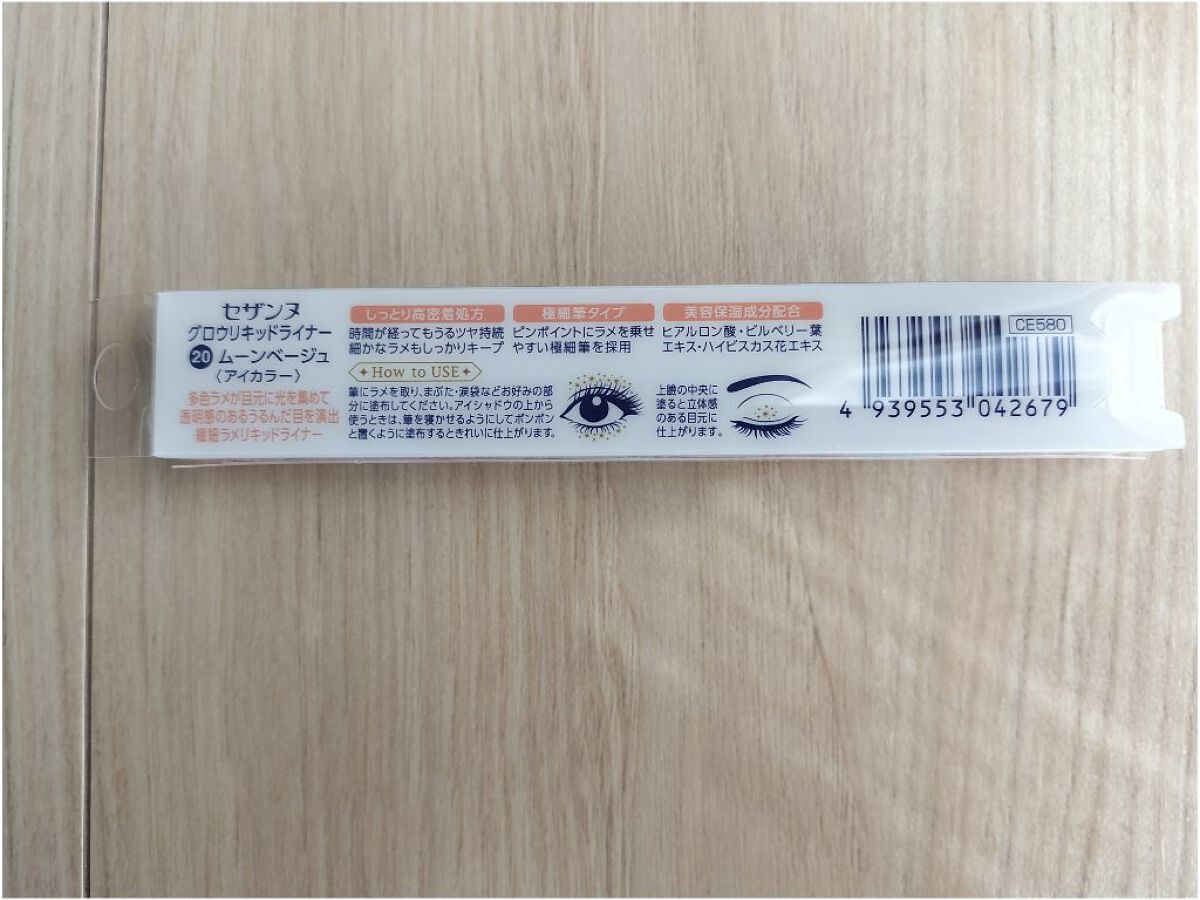 セザンヌ
グロウリキッドライナー
20 ムーンベージュ
〈アイカラー〉
多色ラメが目元に光を集めて
透明感のあるうるんだ目を演出
繊細ラメリキッドライナー
しっとり高密着処方
時間が経ってもうるツヤ持続
細かなラメもしっかりキープ
極細筆タイプ
ピンポイントにラメを乗せ
やすい極細筆を採用
美容保湿成分配合
ヒアルロン酸・ビルベリー葉
エキス・ハイビスカス花エキス
How to USE
筆にラメを取り、まぶた・涙袋などお好みの部
分に塗布してください。アイシャドウの上から
使うときは、筆を寝かせるようにしてポンポン
と置くように塗布するときれいに仕上がります。
上瞼の中央に
塗ると立体感
のある目元に
仕上がります。
CE580
4 939553 042679